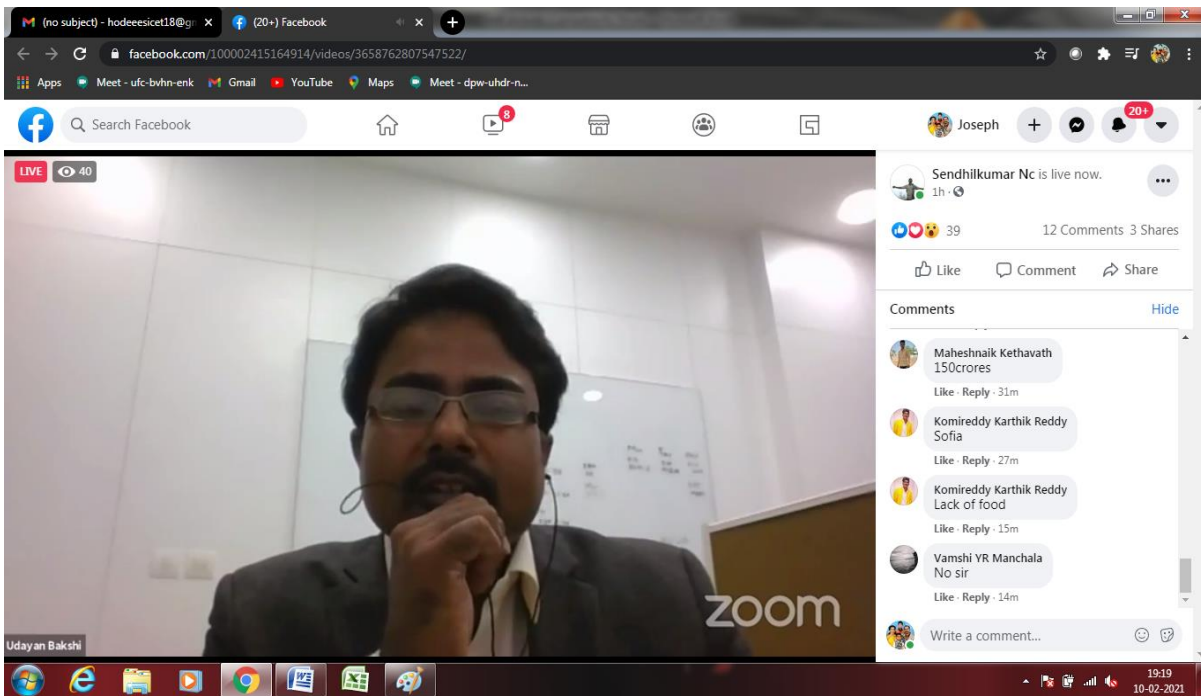 (no subject) - hodeeesicet18@gr
(20+) Facebook
facebook.com/100002415164914/videos/3658762807547522/
Apps Meet - ufc-bvhn-enk Gmail YouTube Maps Meet - dpw-uhdr-n...
Search Facebook
8
Joseph
20+
LIVE 40
Sendhilkumar Nc is live now.
1h ·
39 12 Comments 3 Shares
Like Comment Share
Comments Hide
Maheshnaik Kethavath
150crores
Like · Reply · 31m
Komireddy Karthik Reddy
Sofia
Like · Reply · 27m
Komireddy Karthik Reddy
Lack of food
Like · Reply · 15m
Vamshi YR Manchala
No sir
Like · Reply · 14m
Write a comment...
zoom
Udayan Bakshi
19:19
10-02-2021